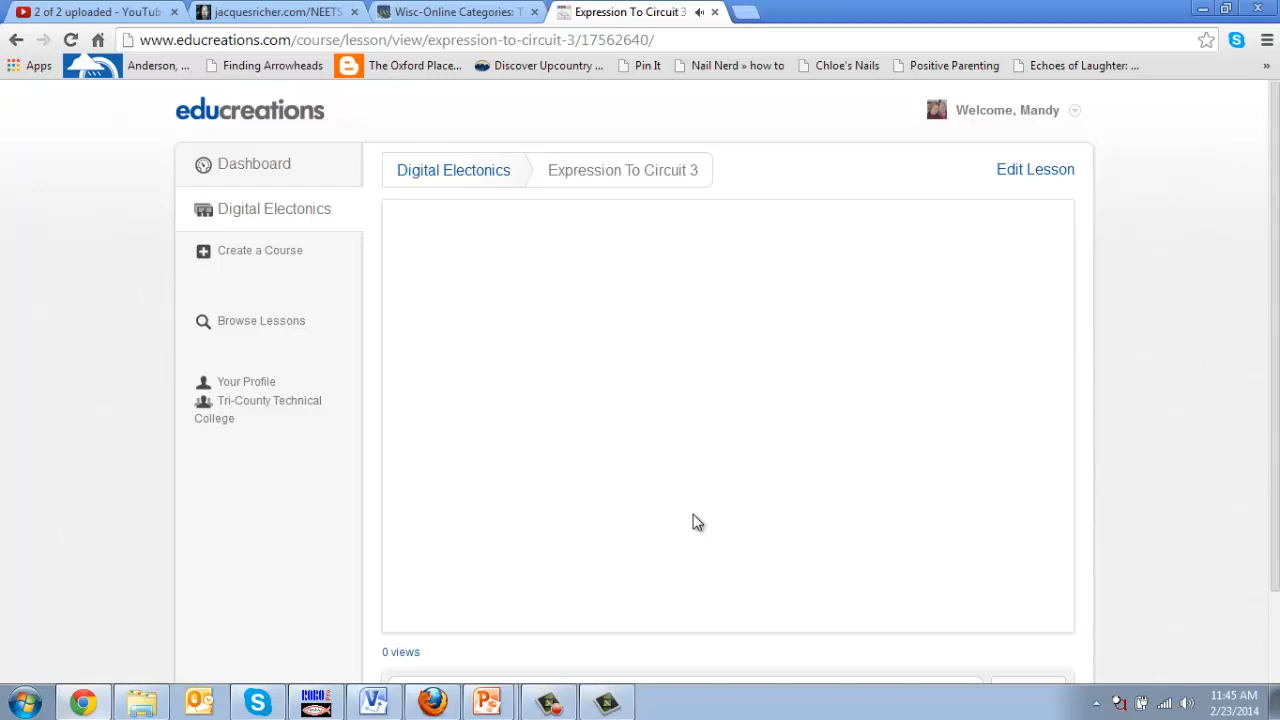 2 of 2 uploaded - YouTub
jacquesricher.com/NEETS
Wisc-Online Categories: T
Expression To Circuit 3
www.educreations.com/course/lesson/view/expression-to-circuit-3/17562640/
Apps
Anderson, ...
Finding Arrowheads
The Oxford Place...
Discover Upcountry ...
Pin It
Nail Nerd » how to
Chloe's Nails
Positive Parenting
Echoes of Laughter: ...
»
educreations
Welcome, Mandy
Dashboard
Digital Electonics
Expression To Circuit 3
Edit Lesson
Digital Electonics
Create a Course
Browse Lessons
Your Profile
Tri-County Technical
College
0 views
11:45 AM
2/23/2014